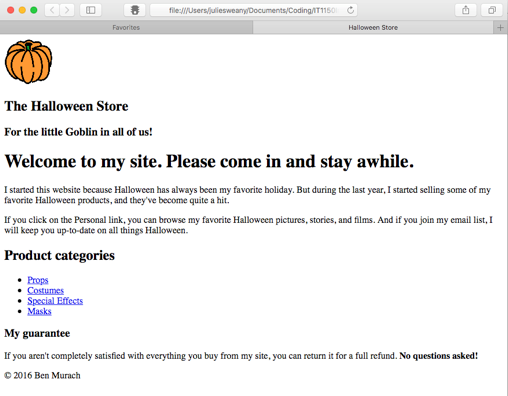 file:///Users/juliesweany/Documents/Coding/IT115
Favorites
Halloween Store
The Halloween Store
For the little Goblin in all of us!
Welcome to my site. Please come in and stay awhile.
I started this website because Halloween has always been my favorite holiday. But during the last year, I started selling some of my
favorite Halloween products, and they've become quite a hit.
If you click on the Personal link, you can browse my favorite Halloween pictures, stories, and films. And if you join my email list, I
will keep you up-to-date on all things Halloween.
Product categories
Props
Costumes
Special Effects
Masks
My guarantee
If you aren't completely satisfied with everything you buy from my site, you can return it for a full refund. No questions asked!
© 2016 Ben Murach